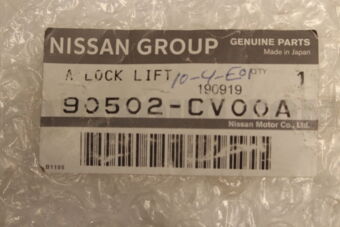 NISSAN GROUP
GENUINE PARTS
Made in Japan
A LOCK LIFT
1
190919
90502-CV00A
Nissan Motor Co., Ltd.